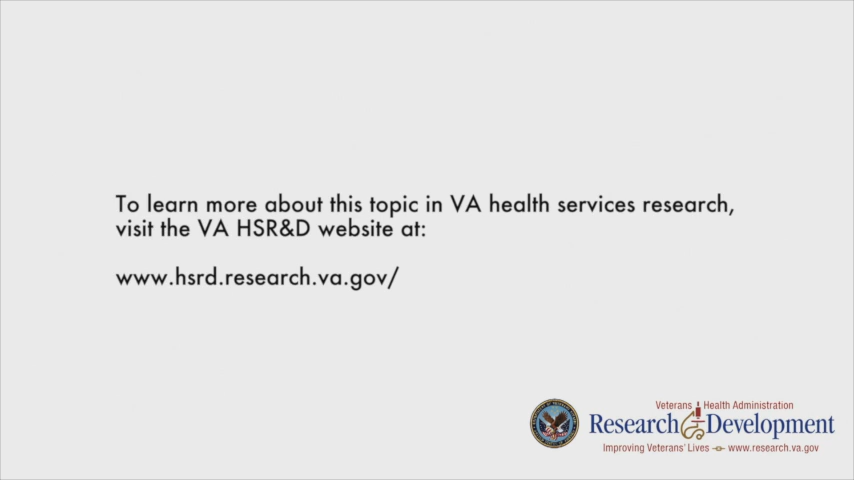 To learn more about this topic in VA health services research,
visit the VA HSR&D website at:
www.hsrd.research.va.gov/
Veterans Health Administration
Research & Development
Improving Veterans' Lives www.research.va.gov